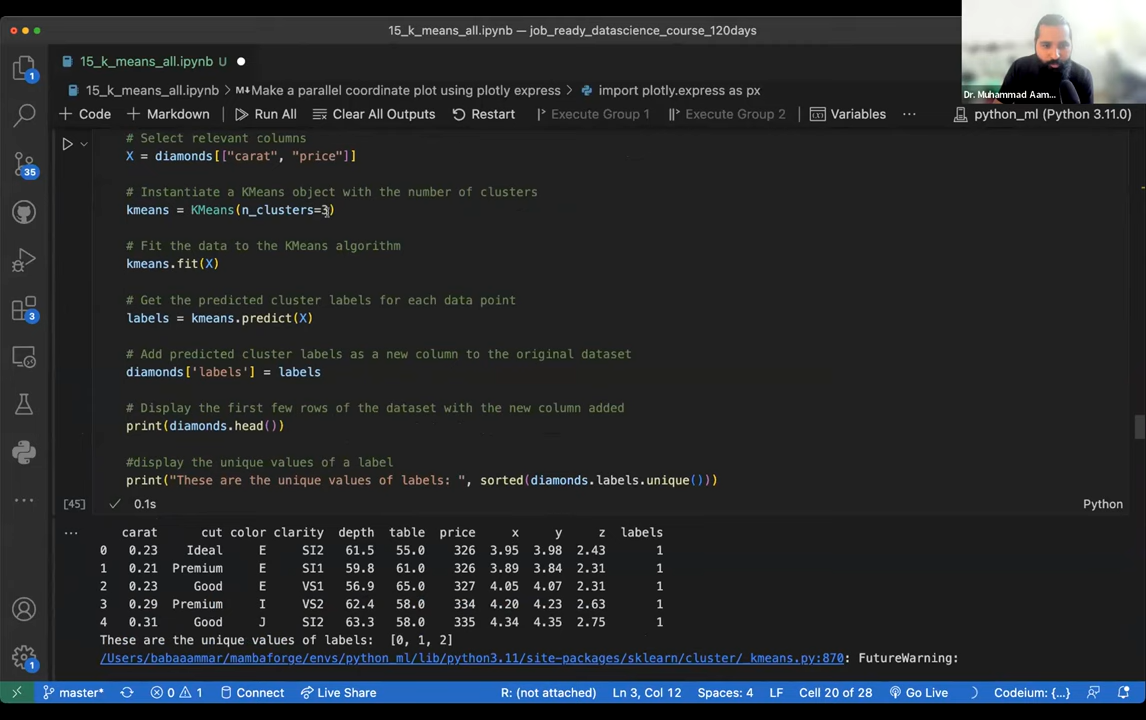 15_k_means_all.ipynb — job_ready_datascience_course_120days
Dr. Muhammad Aam...
15_k_means_all.ipynb U
15_k_means_all.ipynb > M↓Make a parallel coordinate plot using plotly express > import plotly.express as px
+ Code + Markdown Run All Clear All Outputs Restart Execute Group 1 Execute Group 2 Variables ... python_ml (Python 3.11.0)
# Select relevant columns
X = diamonds[["carat", "price"]]
# Instantiate a KMeans object with the number of clusters
kmeans = KMeans(n_clusters=3)
# Fit the data to the KMeans algorithm
kmeans.fit(X)
# Get the predicted cluster labels for each data point
labels = kmeans.predict(X)
# Add predicted cluster labels as a new column to the original dataset
diamonds['labels'] = labels
# Display the first few rows of the dataset with the new column added
print(diamonds.head())
#display the unique values of a label
print("These are the unique values of labels: ", sorted(diamonds.labels.unique()))
[45] ✓ 0.1s Python
... carat cut color clarity depth table price x y z labels
0 0.23 Ideal E SI2 61.5 55.0 326 3.95 3.98 2.43 1
1 0.21 Premium E SI1 59.8 61.0 326 3.89 3.84 2.31 1
2 0.23 Good E VS1 56.9 65.0 327 4.05 4.07 2.31 1
3 0.29 Premium I VS2 62.4 58.0 334 4.20 4.23 2.63 1
4 0.31 Good J SI2 63.3 58.0 335 4.34 4.35 2.75 1
These are the unique values of labels: [0, 1, 2]
/Users/babaaammar/mambaforge/envs/python_ml/lib/python3.11/site-packages/sklearn/cluster/_kmeans.py:870: FutureWarning:
1
35
3
1
master* 0 1 Connect Live Share R: (not attached) Ln 3, Col 12 Spaces: 4 LF Cell 20 of 28 Go Live Codeium: {...}